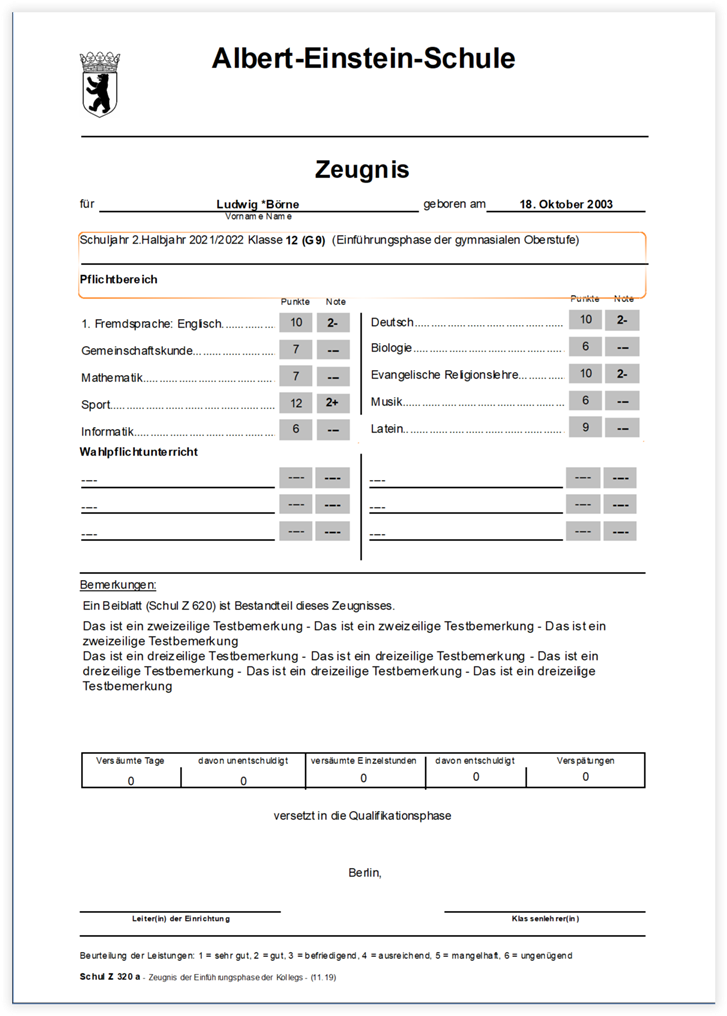 Albert-Einstein-Schule
Zeugnis
für Ludwig *Börne geboren am 18. Oktober 2003
Vorname Name
Schuljahr 2.Halbjahr 2021/2022 Klasse 12 (G9) (Einführungsphase der gymnasialen Oberstufe)
Pflichtbereich
Punkte Note Punkte Note
1. Fremdsprache: Englisch................ 10 2- Deutsch................................................ 10 2-
Gemeinschaftskunde........................ 7 --- Biologie................................................ 6 ---
Mathematik........................................ 7 --- Evangelische Religionslehre............... 10 2-
Sport.................................................. 12 2+ Musik................................................... 6 ---
Informatik........................................... 6 --- Latein.................................................. 9 ---
Wahlpflichtunterricht
---- ---- ---- ---- ---- ----
---- ---- ---- ---- ---- ----
---- ---- ---- ---- ---- ----
Bemerkungen:
Ein Beiblatt (Schul Z 620) ist Bestandteil dieses Zeugnisses.
Das ist ein zweizeilige Testbemerkung - Das ist ein zweizeilige Testbemerkung - Das ist ein
zweizeilige Testbemerkung
Das ist ein dreizeilige Testbemerkung - Das ist ein dreizeilige Testbemerkung - Das ist ein
dreizeilige Testbemerkung - Das ist ein dreizeilige Testbemerkung - Das ist ein dreizeilige
Testbemerkung
Versäumte Tage davon unentschuldigt versäumte Einzelstunden davon entschuldigt Verspätungen
0 0 0 0 0
versetzt in die Qualifikationsphase
Berlin,
Leiter(in) der Einrichtung Klassenlehrer(in)
Beurteilung der Leistungen: 1 = sehr gut, 2 = gut, 3 = befriedigend, 4 = ausreichend, 5 = mangelhaft, 6 = ungenügend
Schul Z 320 a - Zeugnis der Einführungsphase der Kollegs - (11.19)